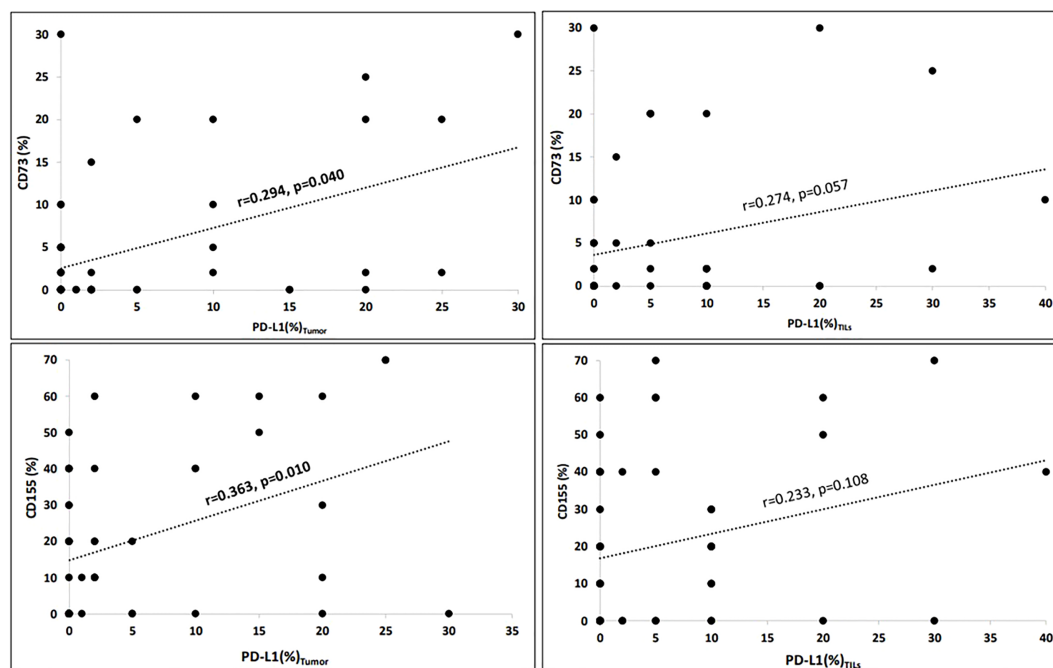 30
25
20
15
10
5
0
CD73 (%)
r=0.294, p=0.040
0 5 10 15 20 25 30
PD-L1(%)Tumor
30
25
20
15
10
5
0
CD73 (%)
r=0.274, p=0.057
0 5 10 15 20 25 30 35 40
PD-L1(%)TILs
70
60
50
40
30
20
10
0
CD155 (%)
r=0.363, p=0.010
0 5 10 15 20 25 30 35
PD-L1(%)Tumor
70
60
50
40
30
20
10
0
CD155 (%)
r=0.233, p=0.108
0 5 10 15 20 25 30 35 40
PD-L1(%)TILs